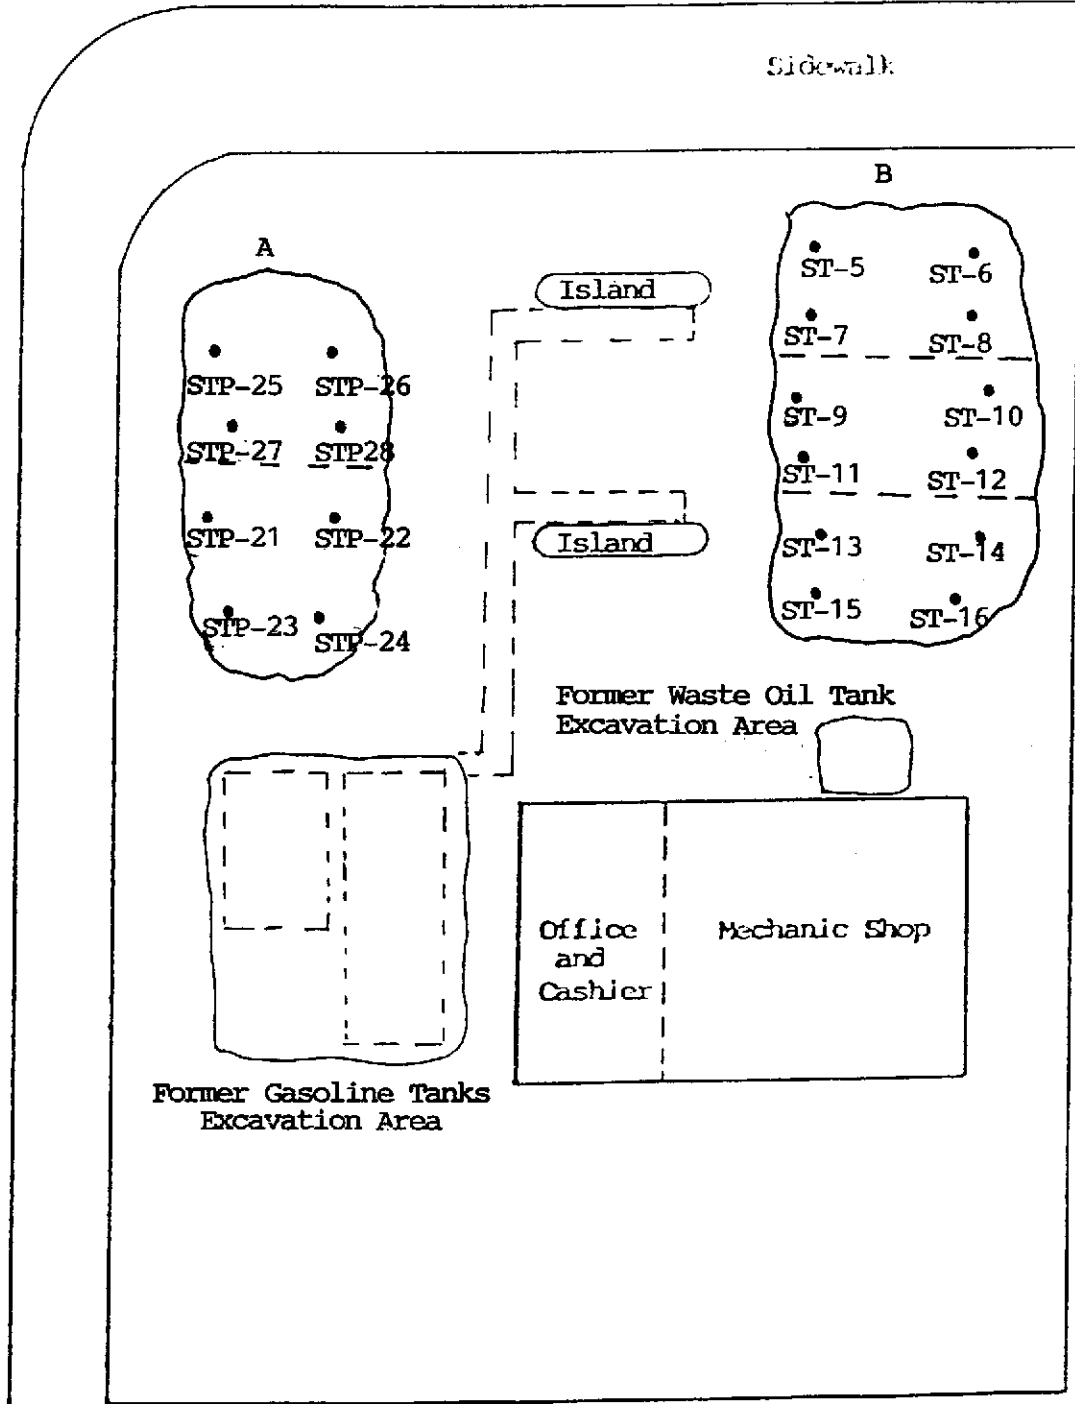 Sidewalk
B
A
Island
ST-5
ST-6
ST-7
ST-8
STP-25
STP-26
ST-9
ST-10
STP-27
STP28
ST-11
ST-12
STP-21
STP-22
Island
ST-13
ST-14
ST-15
ST-16
STP-23
STP-24
Former Waste Oil Tank
Excavation Area
Office
and
Cashier
Mechanic Shop
Former Gasoline Tanks
Excavation Area